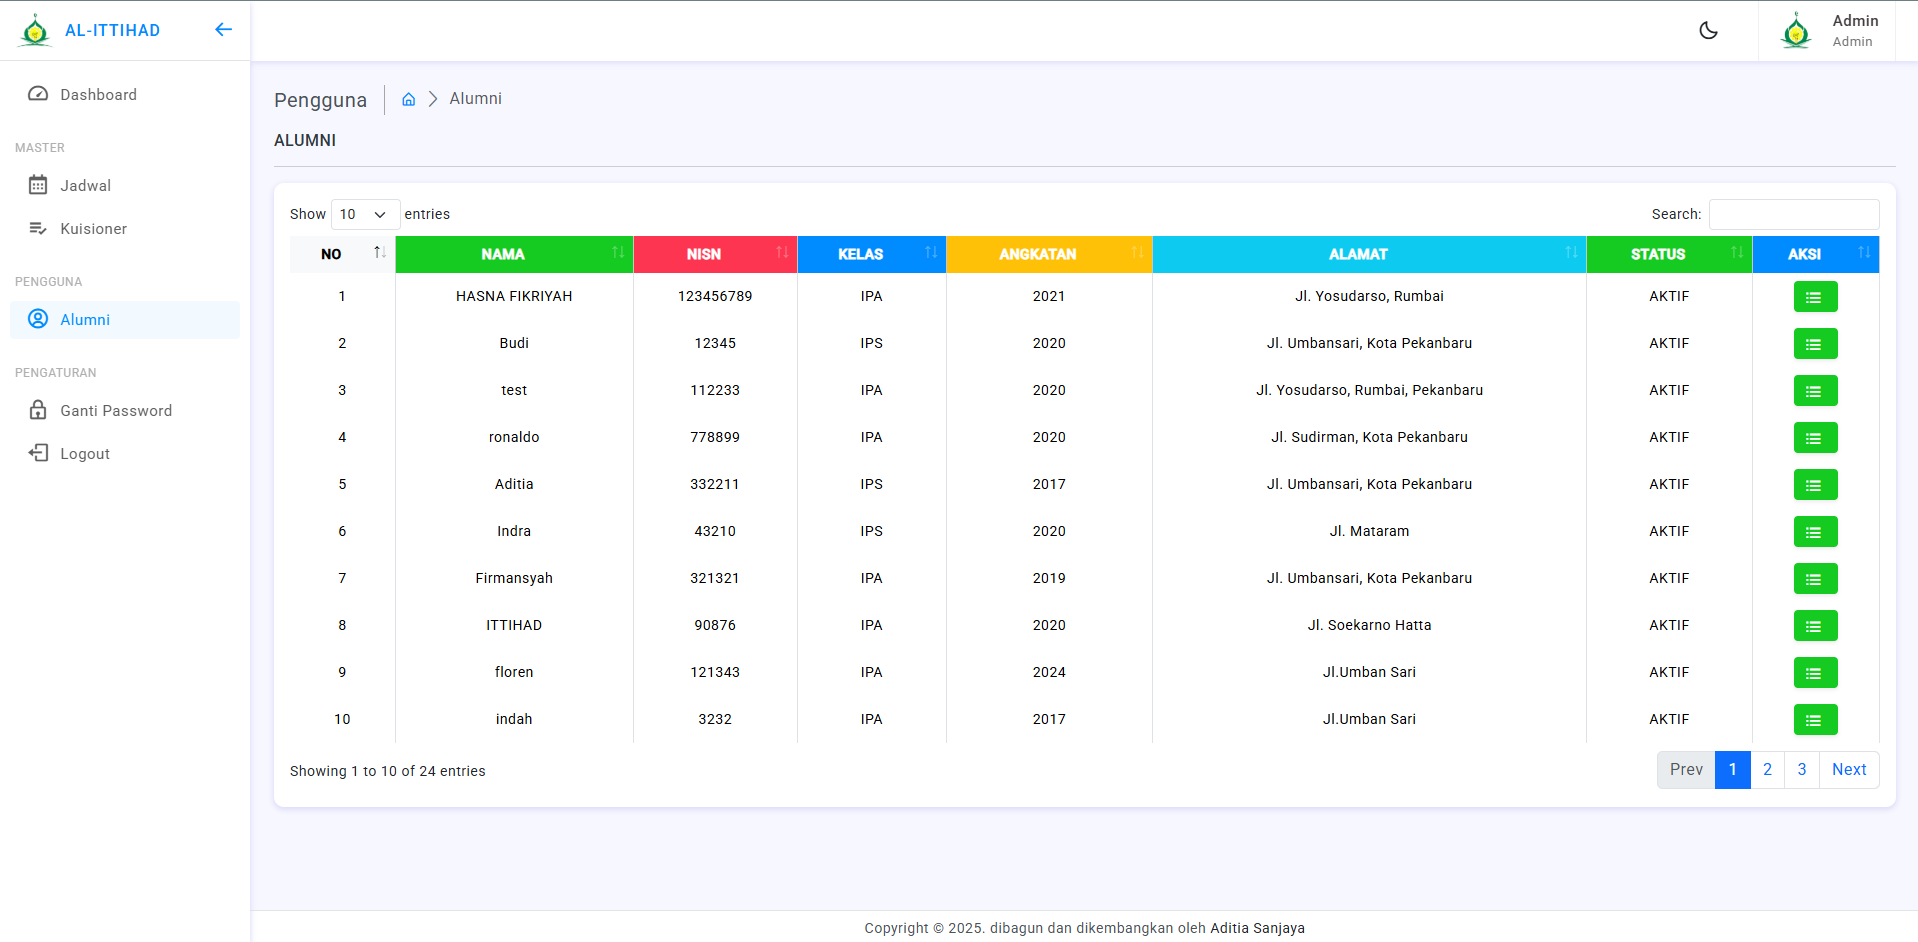 AL-ITTIHAD
Admin
Admin
Dashboard
MASTER
Jadwal
Kuisioner
PENGGUNA
Alumni
PENGATURAN
Ganti Password
Logout
Pengguna Alumni
ALUMNI
Show 10 entries Search:
NO NAMA NISN KELAS ANGKATAN ALAMAT STATUS AKSI
1 HASNA FIKRIYAH 123456789 IPA 2021 Jl. Yosudarso, Rumbai AKTIF
2 Budi 12345 IPS 2020 Jl. Umbansari, Kota Pekanbaru AKTIF
3 test 112233 IPA 2020 Jl. Yosudarso, Rumbai, Pekanbaru AKTIF
4 ronaldo 778899 IPA 2020 Jl. Sudirman, Kota Pekanbaru AKTIF
5 Aditia 332211 IPS 2017 Jl. Umbansari, Kota Pekanbaru AKTIF
6 Indra 43210 IPS 2020 Jl. Mataram AKTIF
7 Firmansyah 321321 IPA 2019 Jl. Umbansari, Kota Pekanbaru AKTIF
8 ITTIHAD 90876 IPA 2020 Jl. Soekarno Hatta AKTIF
9 floren 121343 IPA 2024 Jl.Umban Sari AKTIF
10 indah 3232 IPA 2017 Jl.Umban Sari AKTIF
Showing 1 to 10 of 24 entries Prev 1 2 3 Next
Copyright © 2025. dibagun dan dikembangkan oleh Aditia Sanjaya